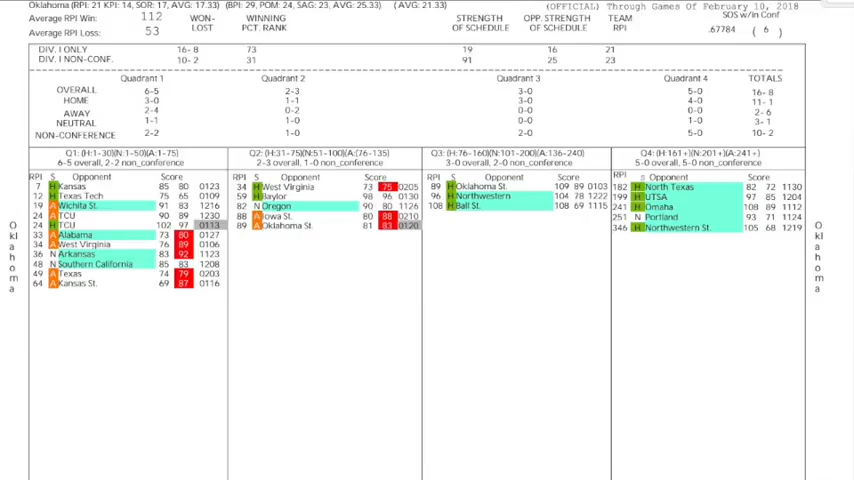 Oklahoma (RPI: 21 KPI: 14, SOR: 17, AVG: 17.33) (BPI: 29, POM: 24, SAG: 23, AVG: 25.33) ( AVG: 21.33) (OFFICIAL) Through Games Of February 10, 2018
Average RPI Win: 112 WON- WINNING STRENGTH OPP. STRENGTH TEAM SOS w/in Conf
Average RPI Loss: 53 LOST PCT. RANK OF SCHEDULE OF SCHEDULE RPI .67784 ( 6 )
DIV. I ONLY 16- 8 73 19 16 21
DIV. I NON-CONF. 10- 2 31 91 25 23
Quadrant 1 Quadrant 2 Quadrant 3 Quadrant 4 TOTALS
OVERALL 6-5 2-3 3-0 5-0 16- 8
HOME 3-0 1-1 3-0 4-0 11- 1
AWAY 2-4 0-2 0-0 0-0 2- 6
NEUTRAL 1-1 1-0 0-0 1-0 3- 1
NON-CONFERENCE 2-2 1-0 2-0 5-0 10- 2
Q1: (H:1-30)(N:1-50)(A:1-75) Q2: (H:31-75)(N:51-100)(A:(76-135) Q3: (H:76-160)(N:101-200)(A:136-240) Q4: (H:161+)(N:201+)(A:241+)
6-5 overall, 2-2 non_conference 2-3 overall, 1-0 non_conference 3-0 overall, 2-0 non_conference 5-0 overall, 5-0 non_conference
RPI S Opponent Score RPI S Opponent Score RPI S Opponent Score RPI S Opponent Score
7 H Kansas 85 80 0123 34 H West Virginia 73 75 0205 89 H Oklahoma St. 109 89 0103 182 H North Texas 82 72 1130
12 H Texas Tech 75 65 0109 59 H Baylor 98 96 0130 96 H Northwestern 104 78 1222 199 H UTSA 97 85 1204
19 A Wichita St. 91 83 1216 82 N Oregon 90 80 1126 108 H Ball St. 108 69 1115 241 H Omaha 108 89 1112
24 A TCU 90 89 1230 88 A Iowa St. 80 88 0210 251 N Portland 93 71 1124
24 H TCU 102 97 0113 89 A Oklahoma St. 81 83 0120 346 H Northwestern St. 105 68 1219
33 A Alabama 73 80 0127
34 A West Virginia 76 89 0106
36 N Arkansas 83 92 1123
48 N Southern California 85 83 1208
49 A Texas 74 79 0203
64 A Kansas St. 69 87 0116
O
kl
a
h
o
m
a
O
kl
a
h
o
m
a